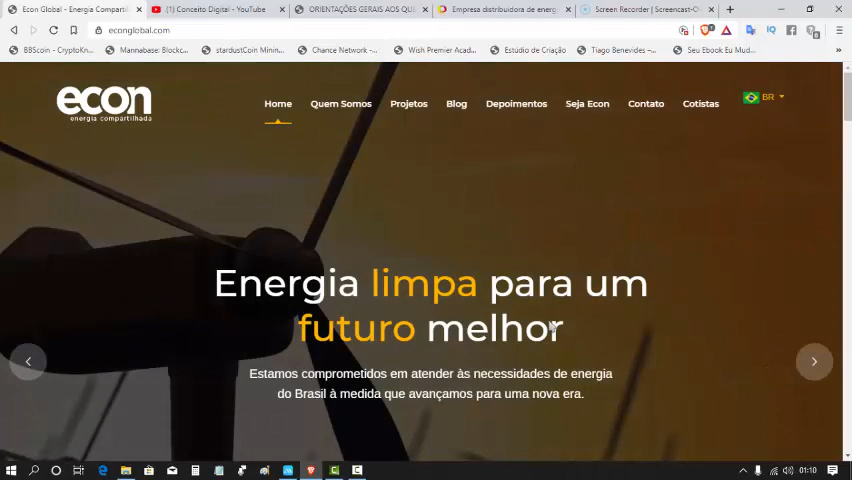 Econ Global - Energia Compartilhad
(1) Conceito Digital - YouTube
ORIENTAÇÕES GERAIS AOS QU
Empresa distribuidora de energ
Screen Recorder | Screencast-O
econglobal.com
BBScoin - CryptoKn...
Mannabase: Blockc...
stardustCoin Minin...
Chance Network -...
Wish Premier Acad...
Estúdio de Criação
Tiago Benevides –...
Seu Ebook Eu Mud...
econ
energia compartilhada
Home
Quem Somos
Projetos
Blog
Depoimentos
Seja Econ
Contato
Cotistas
BR
Energia limpa para um
futuro melhor
Estamos comprometidos em atender às necessidades de energia
do Brasil à medida que avançamos para uma nova era.
01:10